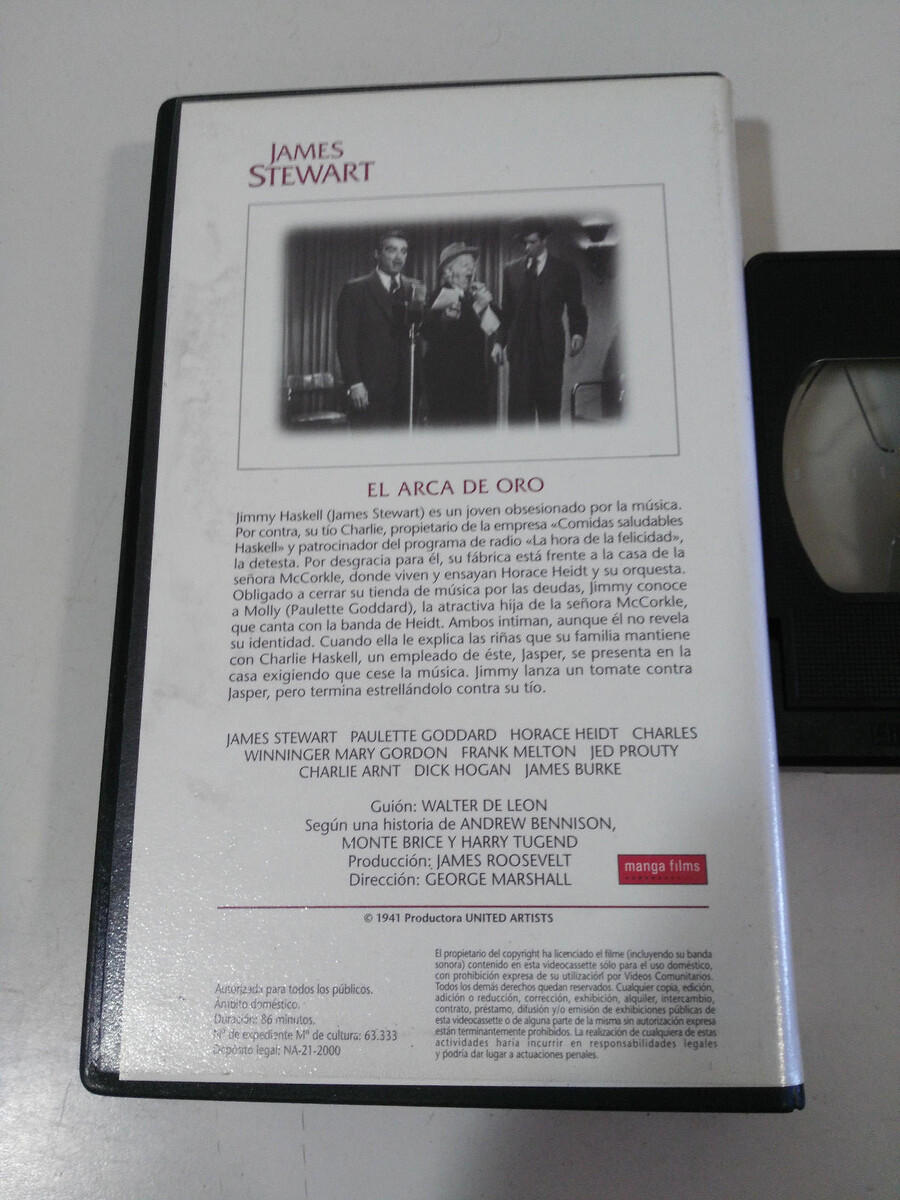 JAMES
STEWART
EL ARCA DE ORO
Jimmy Haskell (James Stewart) es un joven obsesionado por la música.
Por contra, su tío Charlie, propietario de la empresa «Comidas saludables
Haskell» y patrocinador del programa de radio «La hora de la felicidad»,
la detesta. Por desgracia para él, su fábrica está frente a la casa de la
señora McCorkle, donde viven y ensayan Horace Heidt y su orquesta.
Obligado a cerrar su tienda de música por las deudas, Jimmy conoce
a Molly (Paulette Goddard), la atractiva hija de la señora McCorkle,
que canta con la banda de Heidt. Ambos intiman, aunque él no revela
su identidad. Cuando ella le explica las riñas que su familia mantiene
con Charlie Haskell, un empleado de éste, Jasper, se presenta en la
casa exigiendo que cese la música. Jimmy lanza un tomate contra
Jasper, pero termina estrellándolo contra su tío.
JAMES STEWART PAULETTE GODDARD HORACE HEIDT CHARLES
WINNINGER MARY GORDON FRANK MELTON JED PROUTY
CHARLIE ARNT DICK HOGAN JAMES BURKE
Guión: WALTER DE LEON
Según una historia de ANDREW BENNISON,
MONTE BRICE Y HARRY TUGEND
Producción: JAMES ROOSEVELT
Dirección: GEORGE MARSHALL
manga films
© 1941 Productora UNITED ARTISTS
Autorizada para todos los públicos.
Ámbito doméstico.
Duración: 86 minutos.
Nº de expediente Mº de cultura: 63.333
Depósito legal: NA-21-2000
El propietario del copyright ha licenciado el filme (incluyendo su banda
sonora) contenido en esta videocassette sólo para el uso doméstico,
con prohibición expresa de su utilización por Videos Comunitarios.
Todos los demás derechos quedan reservados. Cualquier copia, edición,
adición o reducción, corrección, exhibición, alquiler, intercambio,
contrato, préstamo, difusión y/o emisión de exhibiciones públicas de
esta videocassette o de alguna parte de la misma sin autorización expresa
están terminantemente prohibidos. La realización de cualquiera de estas
actividades haría incurrir en responsabilidades legales
y podría dar lugar a actuaciones penales.